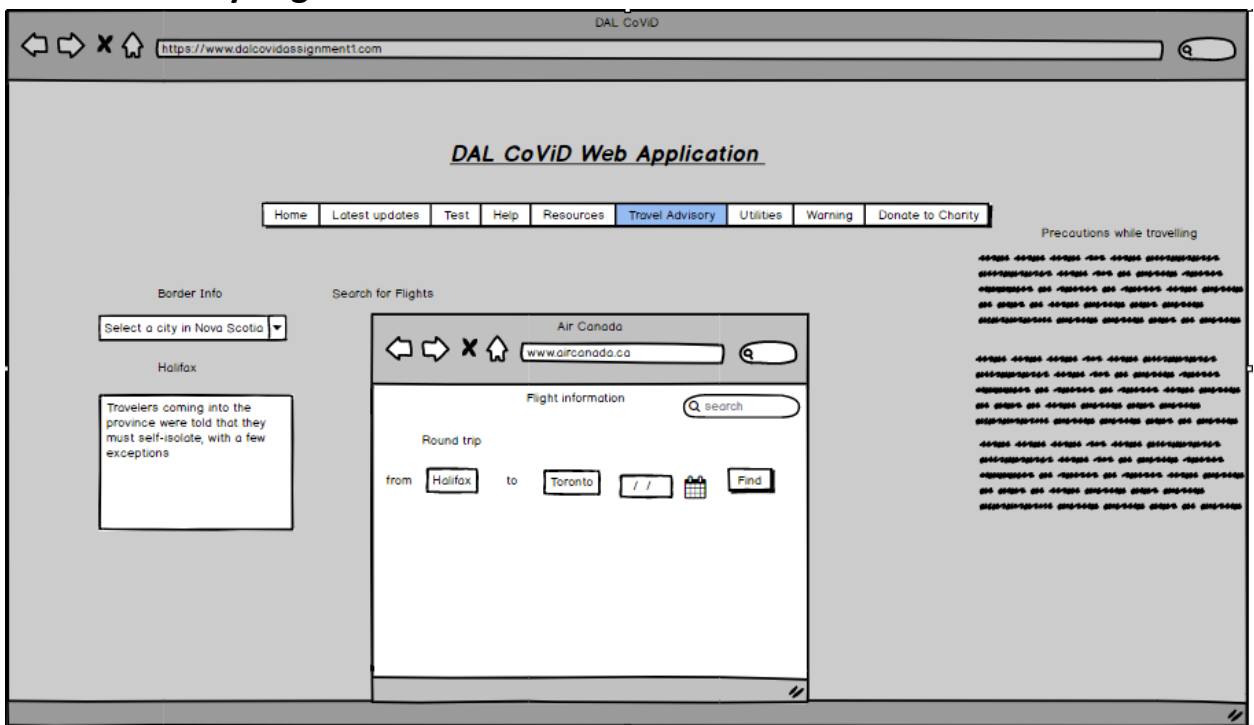 DAL CoViD
https://www.dalcovidassignment1.com
DAL CoViD Web Application
Home Latest updates Test Help Resources Travel Advisory Utilities Warning Donate to Charity
Precautions while travelling
Border Info
Select a city in Nova Scotia
Halifax
Travelers coming into the
province were told that they
must self-isolate, with a few
exceptions
Search for Flights
Air Canada
www.aircanada.ca
Flight information
search
Round trip
from Halifax to Toronto / / Find